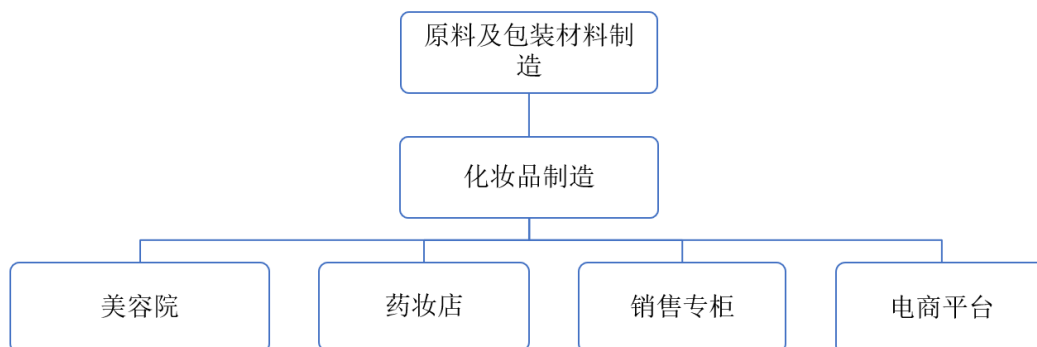 原料及包装材料制
造
化妆品制造
美容院
药妆店
销售专柜
电商平台